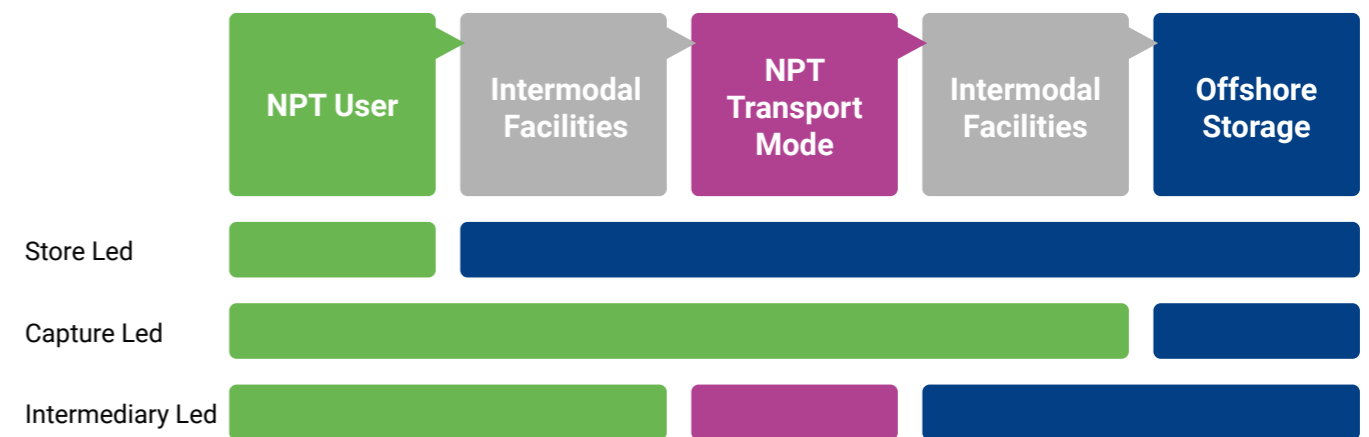 NPT User
Intermodal
Facilities
NPT
Transport
Mode
Intermodal
Facilities
Offshore
Storage
Store Led
Capture Led
Intermediary Led